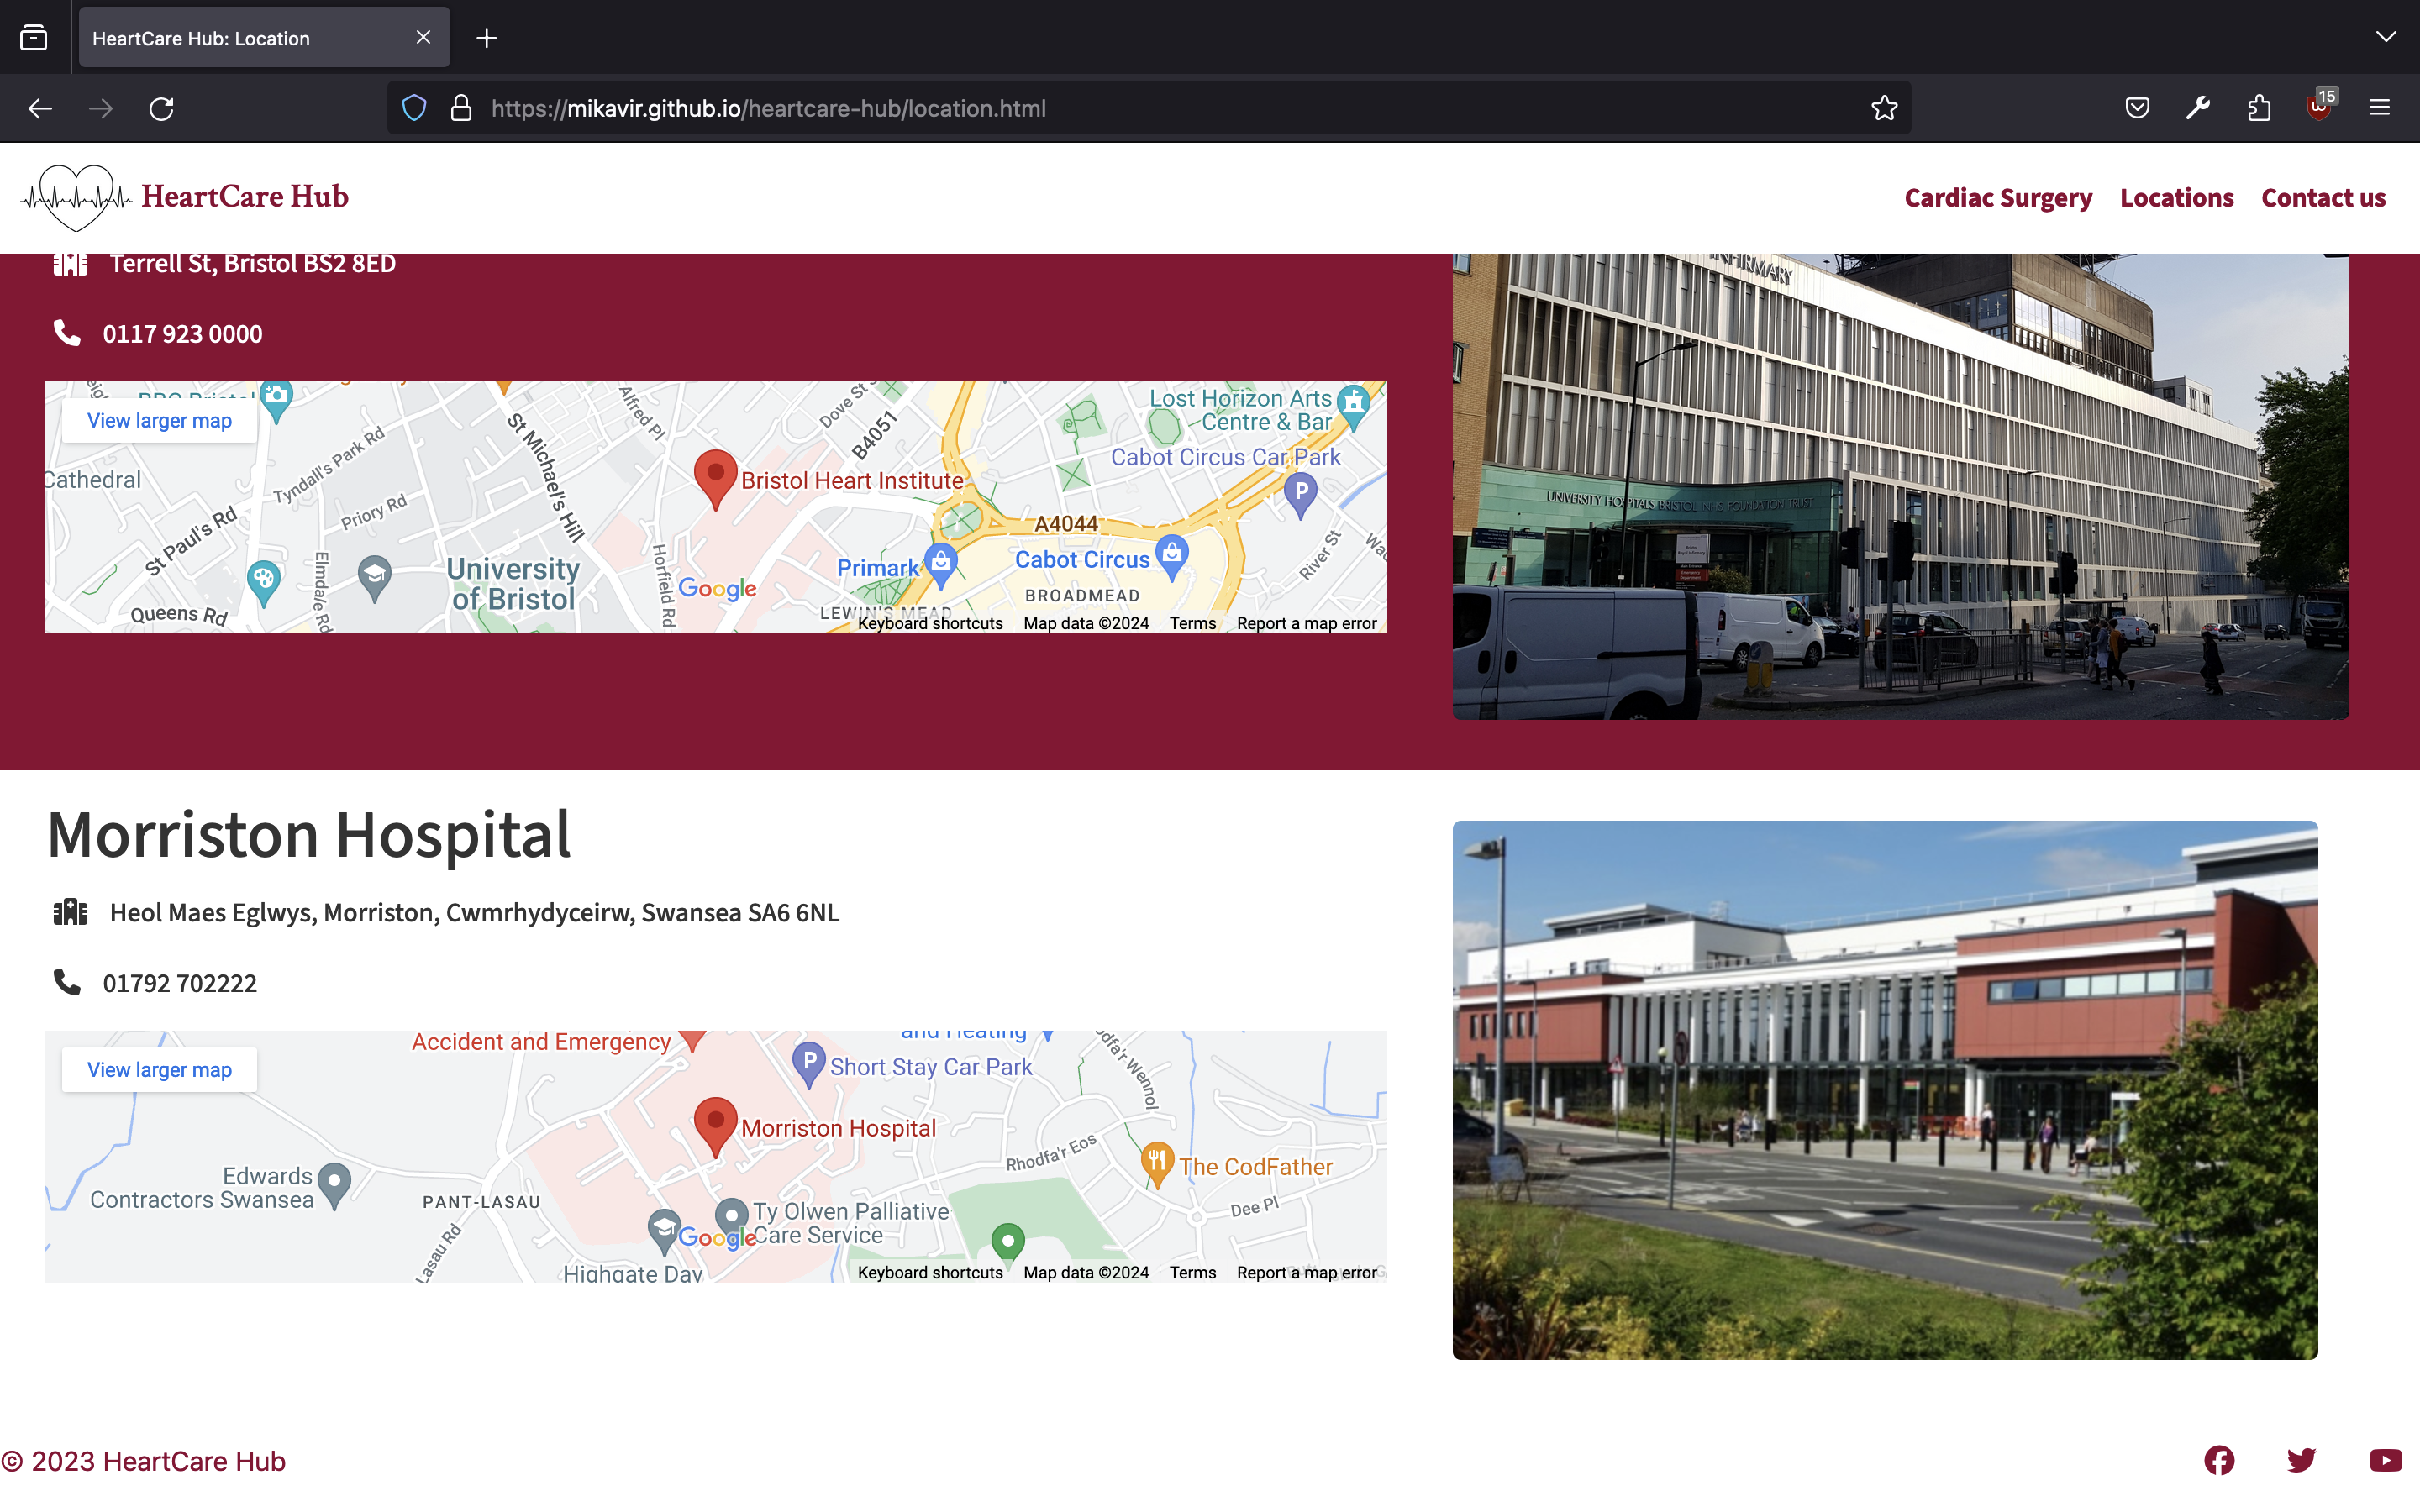 HeartCare Hub: Location
https://mikavir.github.io/heartcare-hub/location.html
15
HeartCare Hub
Cardiac Surgery
Locations
Contact us
Terrell St, Bristol BS2 8ED
0117 923 0000
View larger map
Cathedral
St Paul's Rd
Tyndall's Park Rd
Priory Rd
Elmdale Rd
Queens Rd
St Michael's Hill
University
of Bristol
Alfred Pl
Horfield Rd
Dove St
B4051
Bristol Heart Institute
Google
Primark
LEWIN'S MEAD
A4044
Cabot Circus
BROADMEAD
Lost Horizon Arts
Centre & Bar
Cabot Circus Car Park
P
River St
Keyboard shortcuts
Map data ©2024
Terms
Report a map error
INFIRMARY
UNIVERSITY HOSPITALS BRISTOL NHS FOUNDATION TRUST
Morriston Hospital
Heol Maes Eglwys, Morriston, Cwmrhydyceirw, Swansea SA6 6NL
01792 702222
View larger map
Accident and Emergency
P
Short Stay Car Park
and Heating
Morriston Hospital
Edwards
Contractors Swansea
PANT-LASAU
Lasau Rd
Ty Olwen Palliative
Care Service
Google
Highgate Day
Rhodfa'r Eos
The CodFather
Dee Pl
Keyboard shortcuts
Map data ©2024
Terms
Report a map error
© 2023 HeartCare Hub